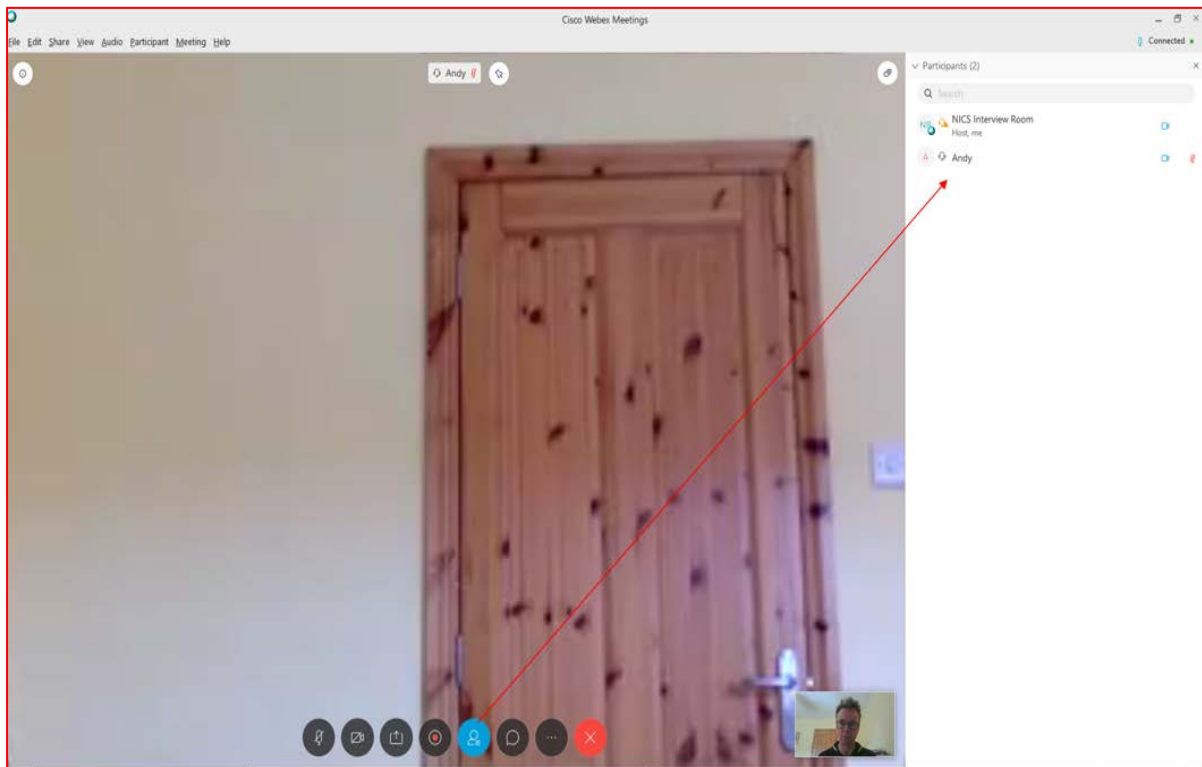 Cisco Webex Meetings
File Edit Share View Audio Participant Meeting Help
Connected
Andy
Participants (2)
Search
NICS Interview Room
Host, me
A Andy